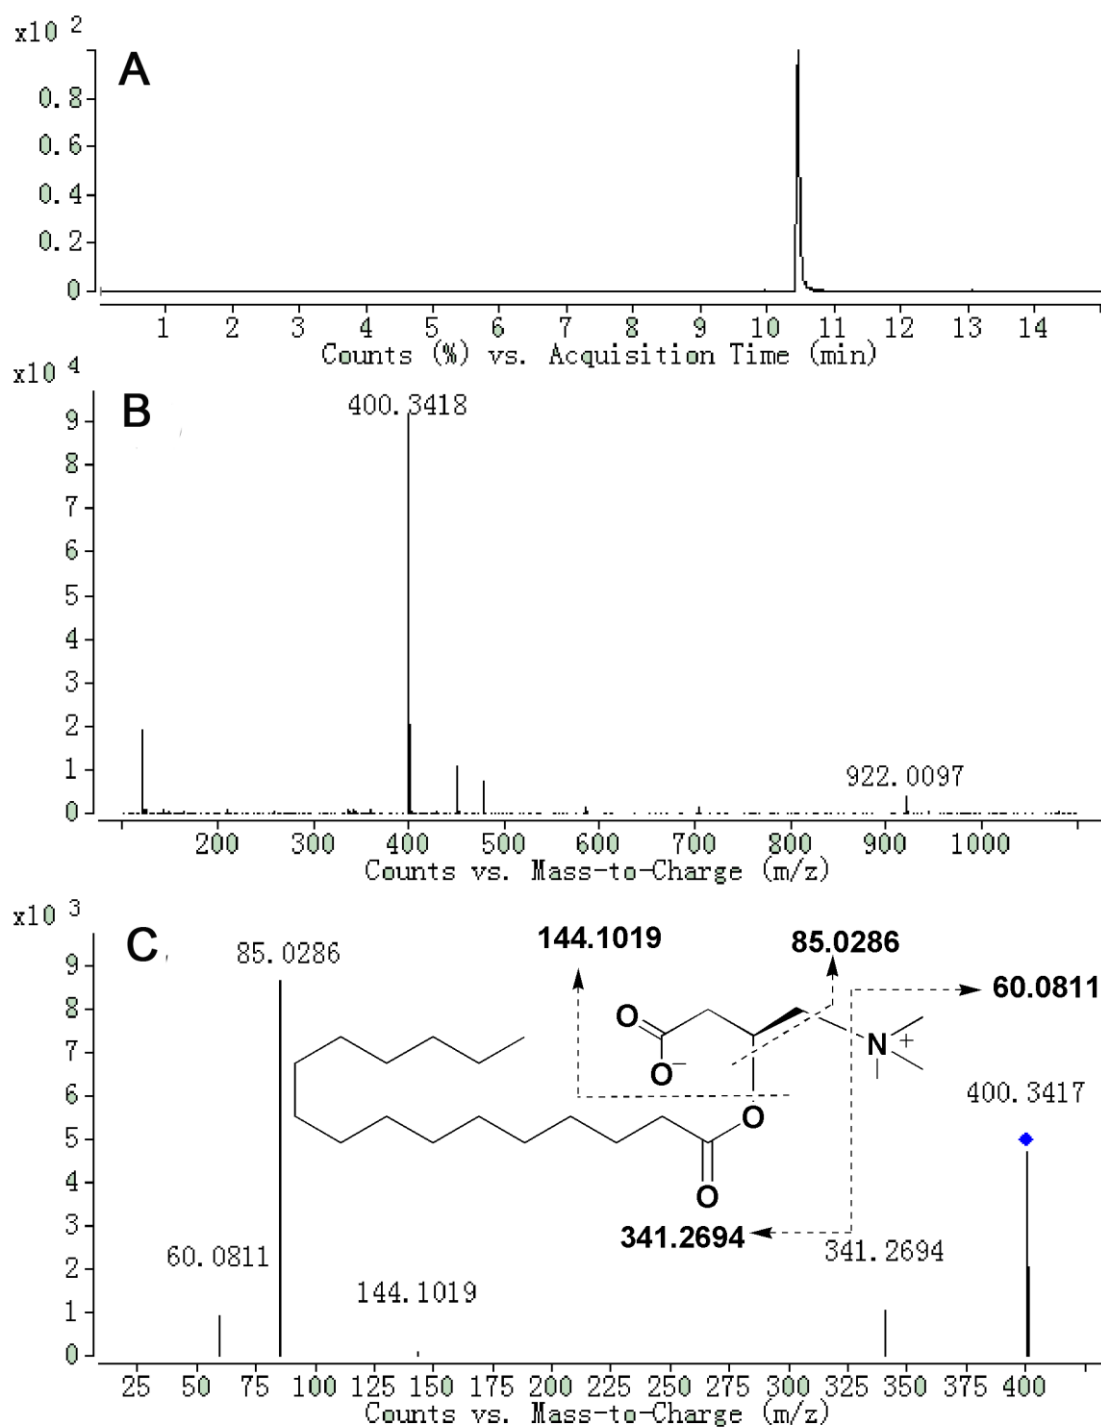 x10 2
A
0.8
0.6
0.4
0.2
0
1 2 3 4 5 6 7 8 9 10 11 12 13 14
Counts (%) vs. Acquisition Time (min)
x10 4
B
400.3418
9
8
7
6
5
4
3
2
1
0
922.0097
200 300 400 500 600 700 800 900 1000
Counts vs. Mass-to-Charge (m/z)
x10 3
C
85.0286
144.1019
85.0286
60.0811
O
O−
N+
O
O
400.3417
341.2694
341.2694
60.0811
144.1019
9
8
7
6
5
4
3
2
1
0
25 50 75 100 125 150 175 200 225 250 275 300 325 350 375 400
Counts vs. Mass-to-Charge (m/z)